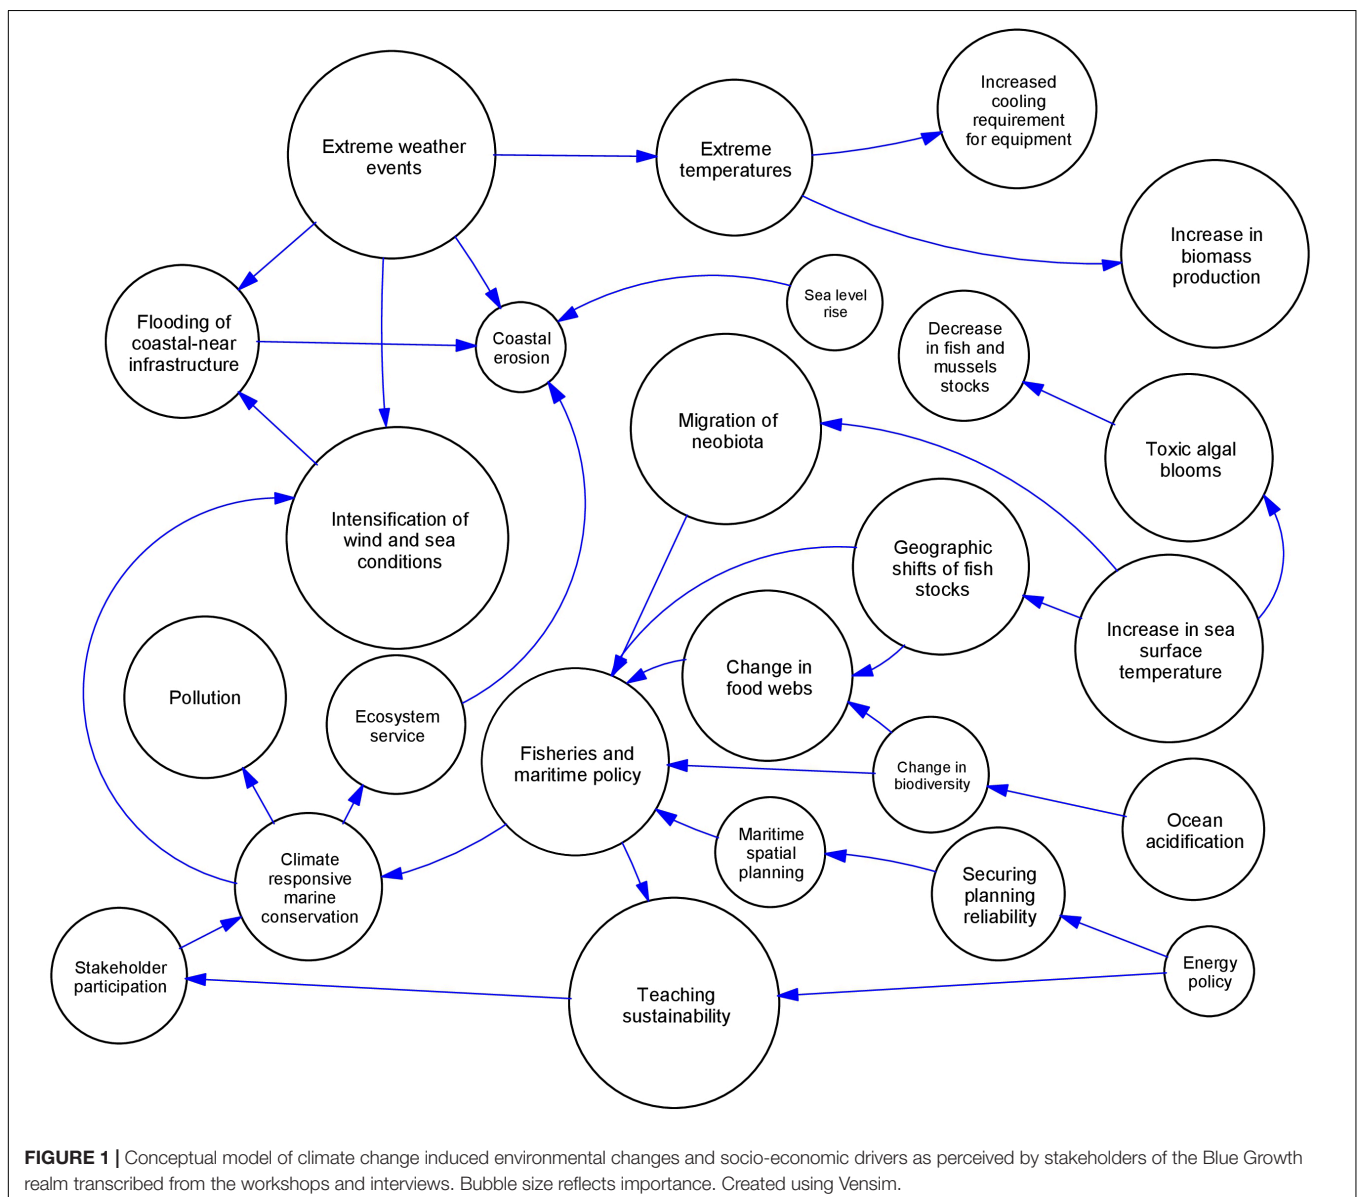 Increased
cooling
requirement
for equipment
Extreme weather
events
Extreme
temperatures
Increase in
biomass
production
Sea level
rise
Flooding of
coastal-near
infrastructure
Coastal
erosion
Decrease
in fish and
mussels
stocks
Migration of
neobiota
Toxic algal
blooms
Intensification of
wind and sea
conditions
Geographic
shifts of fish
stocks
Increase in sea
surface
temperature
Change in
food webs
Pollution
Ecosystem
service
Fisheries and
maritime policy
Change in
biodiversity
Ocean
acidification
Maritime
spatial
planning
Climate
responsive
marine
conservation
Securing
planning
reliability
Stakeholder
participation
Teaching
sustainability
Energy
policy
FIGURE 1 | Conceptual model of climate change induced environmental changes and socio-economic drivers as perceived by stakeholders of the Blue Growth
realm transcribed from the workshops and interviews. Bubble size reflects importance. Created using Vensim.